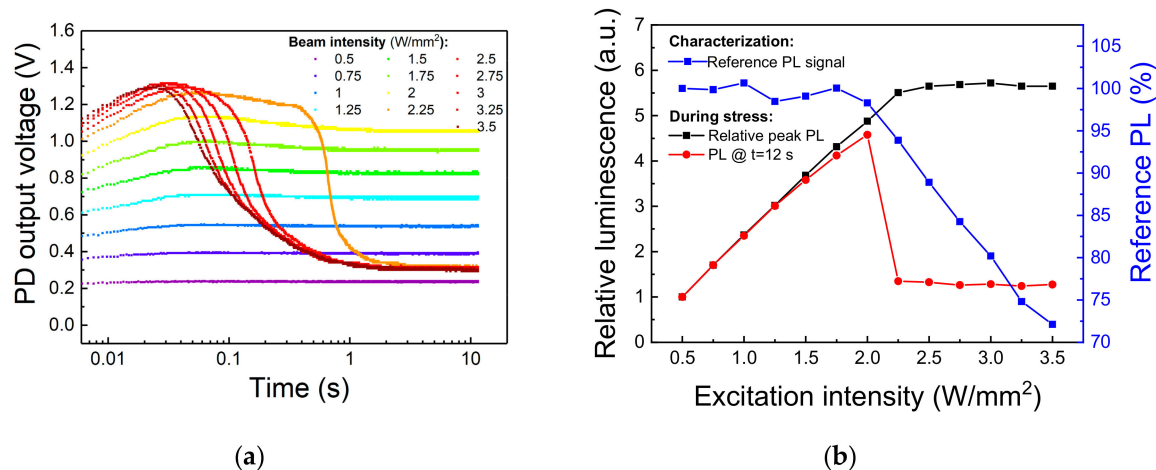 PD output voltage (V)
1.6
1.4
1.2
1.0
0.8
0.6
0.4
0.2
0.0
Beam intensity (W/mm²):
0.5 1.5 2.5
0.75 1.75 2.75
1 2 3
1.25 2.25 3.25
3.5
0.01 0.1 1 10
Time (s)
(a)
Relative luminescence (a.u.)
7
6
5
4
3
2
1
0
Characterization:
Reference PL signal
During stress:
Relative peak PL
PL @ t=12 s
105
100
95
90
85
80
75
70
Reference PL (%)
0.5 1.0 1.5 2.0 2.5 3.0 3.5
Excitation intensity (W/mm²)
(b)